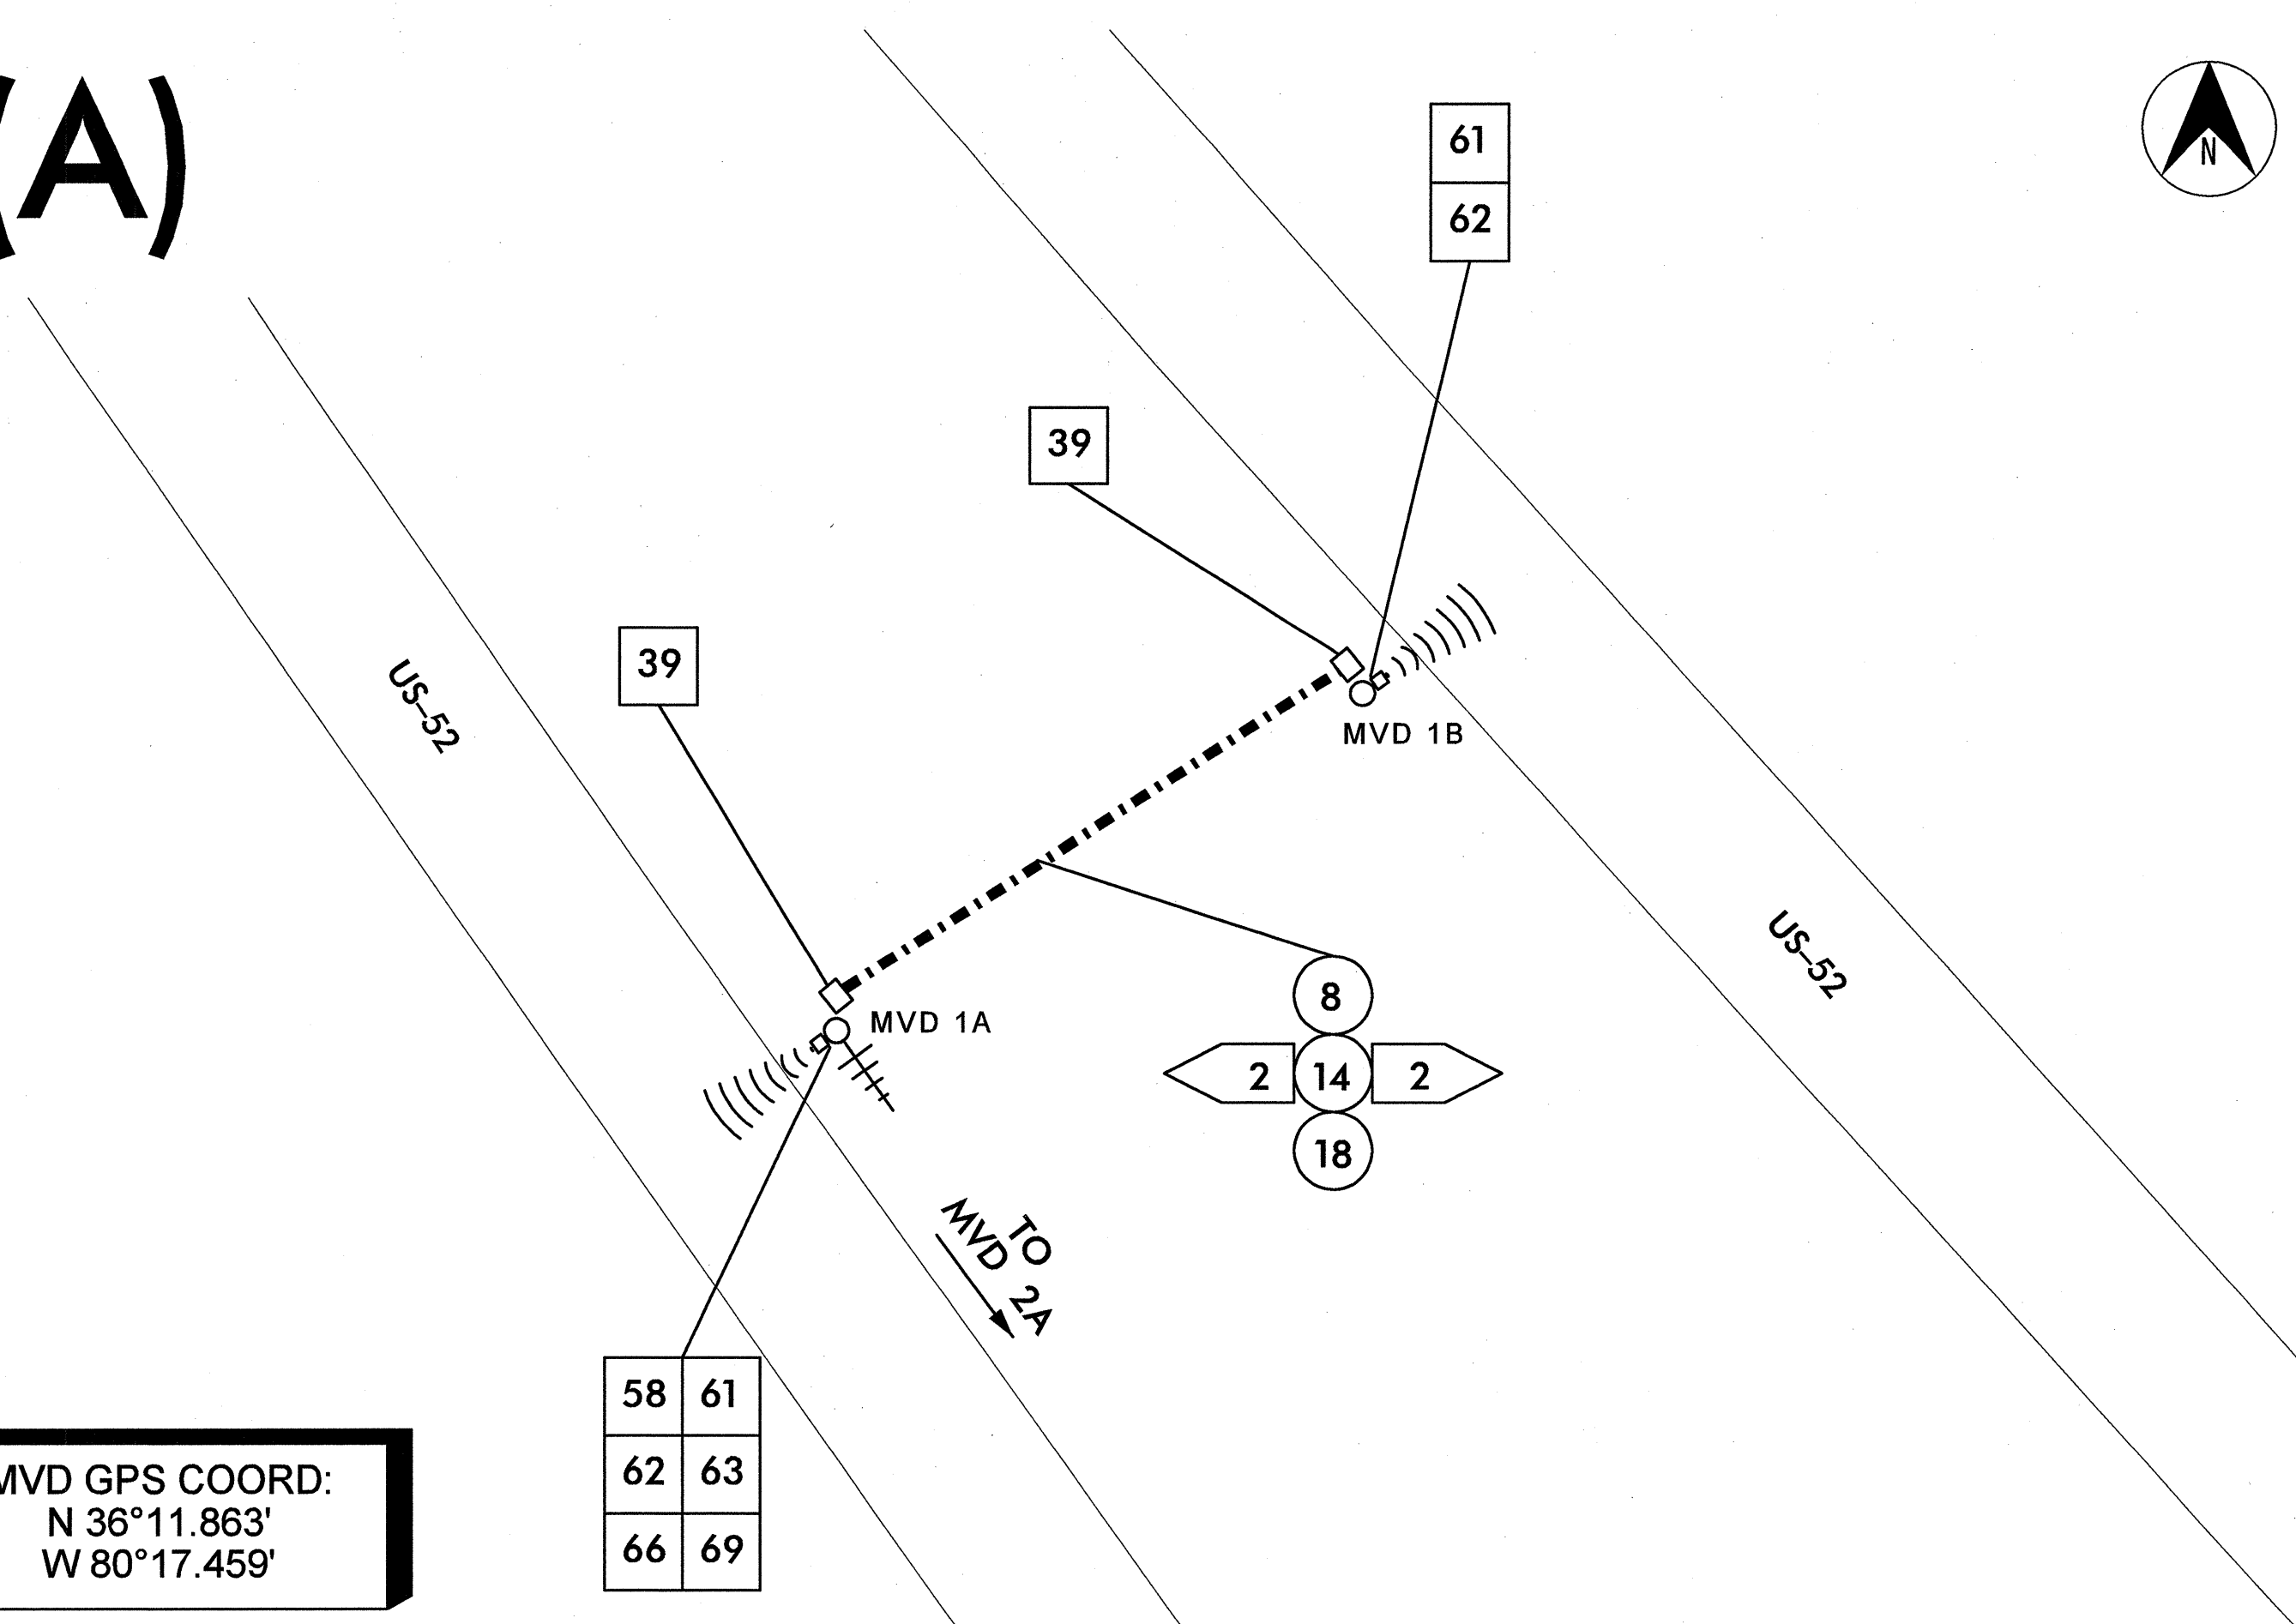 (A)
N
61
62
39
39
US-52
MVD 1B
US-52
MVD 1A
8
2 14 2
18
TO
MVD 2A
58 61
62 63
66 69
MVD GPS COORD:
N 36°11.863'
W 80°17.459'